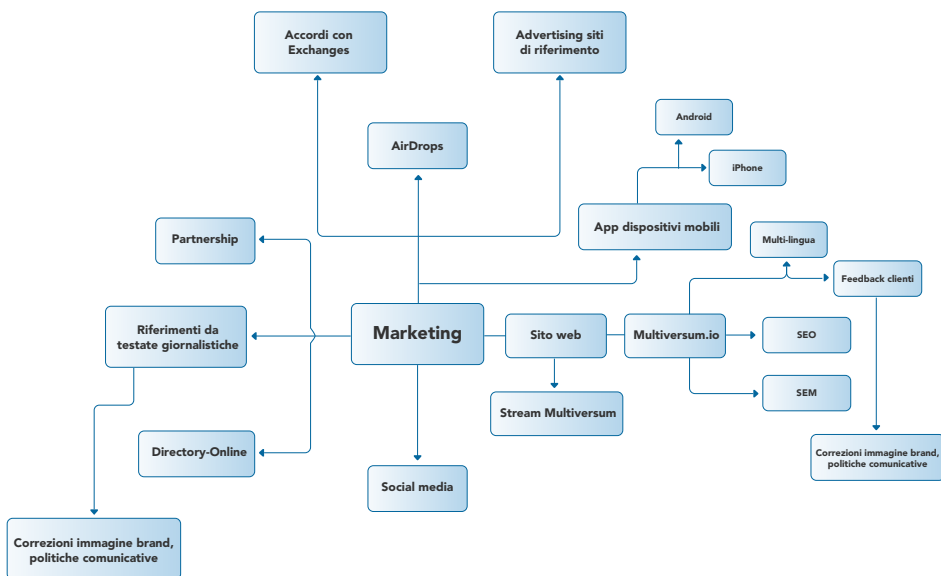 Accordi con
Exchanges
Advertising siti
di riferimento
Android
AirDrops
iPhone
App dispositivi mobili
Partnership
Multi-lingua
Feedback clienti
Riferimenti da
testate giornalistiche
Marketing
Sito web
Multiversum.io
SEO
SEM
Stream Multiversum
Directory-Online
Correzioni immagine brand,
politiche comunicative
Social media
Correzioni immagine brand,
politiche comunicative